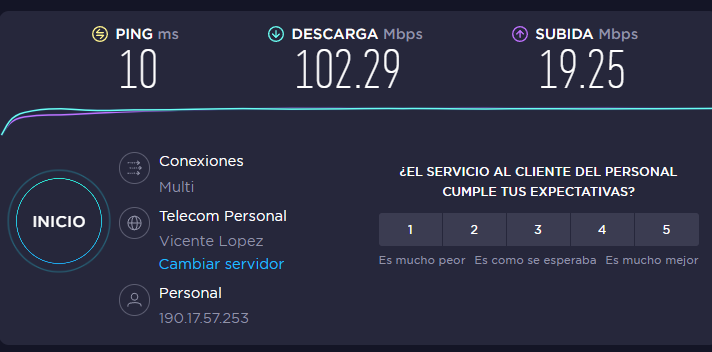 PING ms
10
DESCARGA Mbps
102.29
SUBIDA Mbps
19.25
INICIO
Conexiones
Multi
Telecom Personal
Vicente Lopez
Cambiar servidor
Personal
190.17.57.253
¿EL SERVICIO AL CLIENTE DEL PERSONAL
CUMPLE TUS EXPECTATIVAS?
1 2 3 4 5
Es mucho peor Es como se esperaba Es mucho mejor